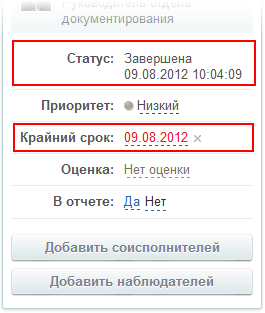 Руководитель отдела
документирования
Статус: Завершена
09.08.2012 10:04:09
Приоритет: Низкий
Крайний срок: 09.08.2012 ×
Оценка: Нет оценки
В отчете: Да Нет
Добавить соисполнителей
Добавить наблюдателей